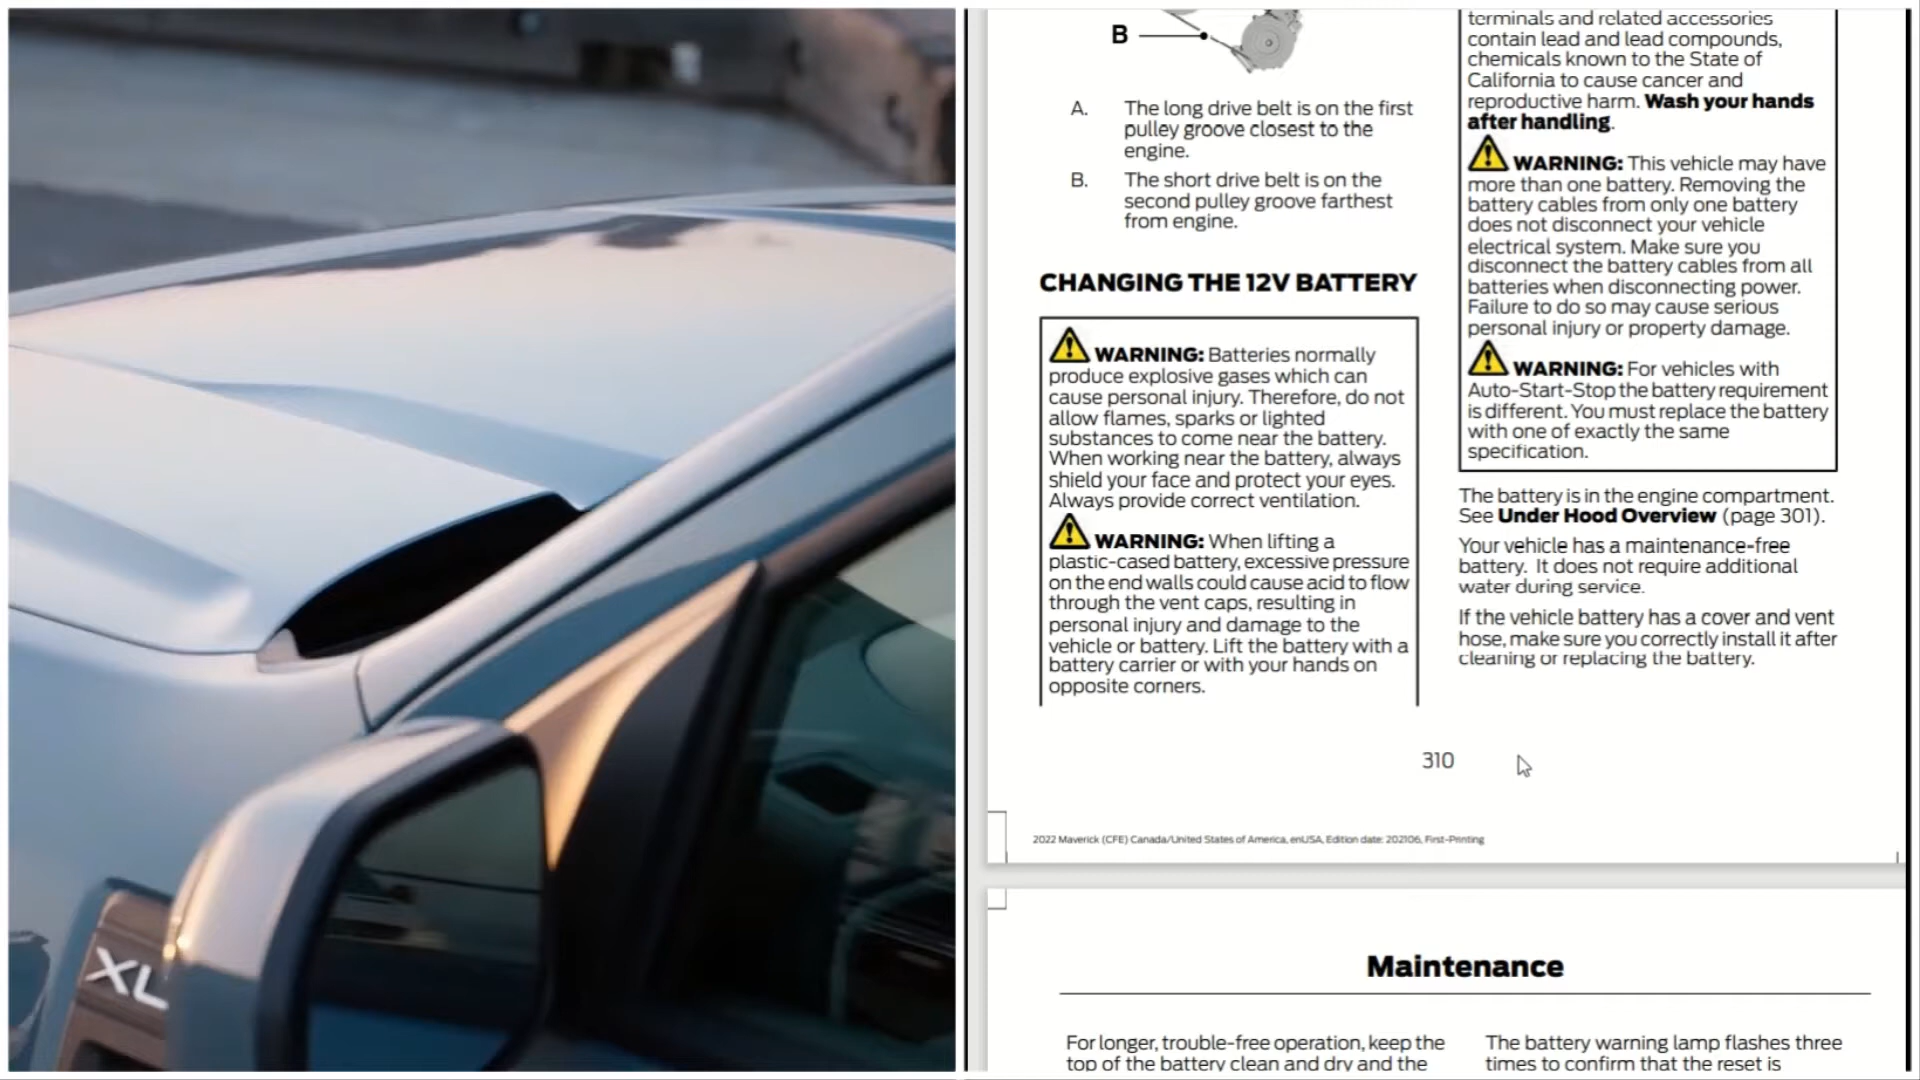 XL
B
A. The long drive belt is on the first
pulley groove closest to the
engine.
B. The short drive belt is on the
second pulley groove farthest
from engine.
CHANGING THE 12V BATTERY
WARNING: Batteries normally
produce explosive gases which can
cause personal injury. Therefore, do not
allow flames, sparks or lighted
substances to come near the battery.
When working near the battery, always
shield your face and protect your eyes.
Always provide correct ventilation.
WARNING: When lifting a
plastic-cased battery, excessive pressure
on the end walls could cause acid to flow
through the vent caps, resulting in
personal injury and damage to the
vehicle or battery. Lift the battery with a
battery carrier or with your hands on
opposite corners.
terminals and related accessories
contain lead and lead compounds,
chemicals known to the State of
California to cause cancer and
reproductive harm. Wash your hands
after handling.
WARNING: This vehicle may have
more than one battery. Removing the
battery cables from only one battery
does not disconnect your vehicle
electrical system. Make sure you
disconnect the battery cables from all
batteries when disconnecting power.
Failure to do so may cause serious
personal injury or property damage.
WARNING: For vehicles with
Auto-Start-Stop the battery requirement
is different. You must replace the battery
with one of exactly the same
specification.
The battery is in the engine compartment.
See Under Hood Overview (page 301).
Your vehicle has a maintenance-free
battery. It does not require additional
water during service.
If the vehicle battery has a cover and vent
hose, make sure you correctly install it after
cleaning or replacing the battery.
310
2022 Maverick (CFE) Canada/United States of America, enUSA, Edition date: 202106, First-Printing
Maintenance
For longer, trouble-free operation, keep the
top of the battery clean and dry and the
The battery warning lamp flashes three
times to confirm that the reset is